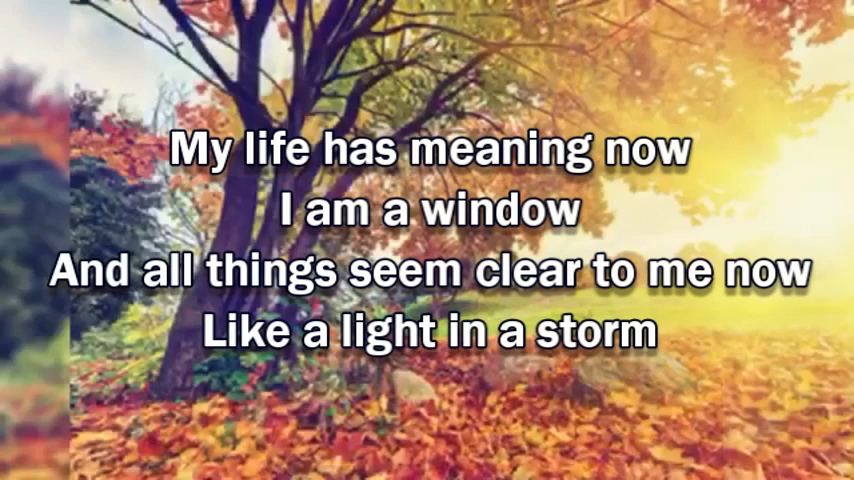 My life has meaning now
I am a window
And all things seem clear to me now
Like a light in a storm